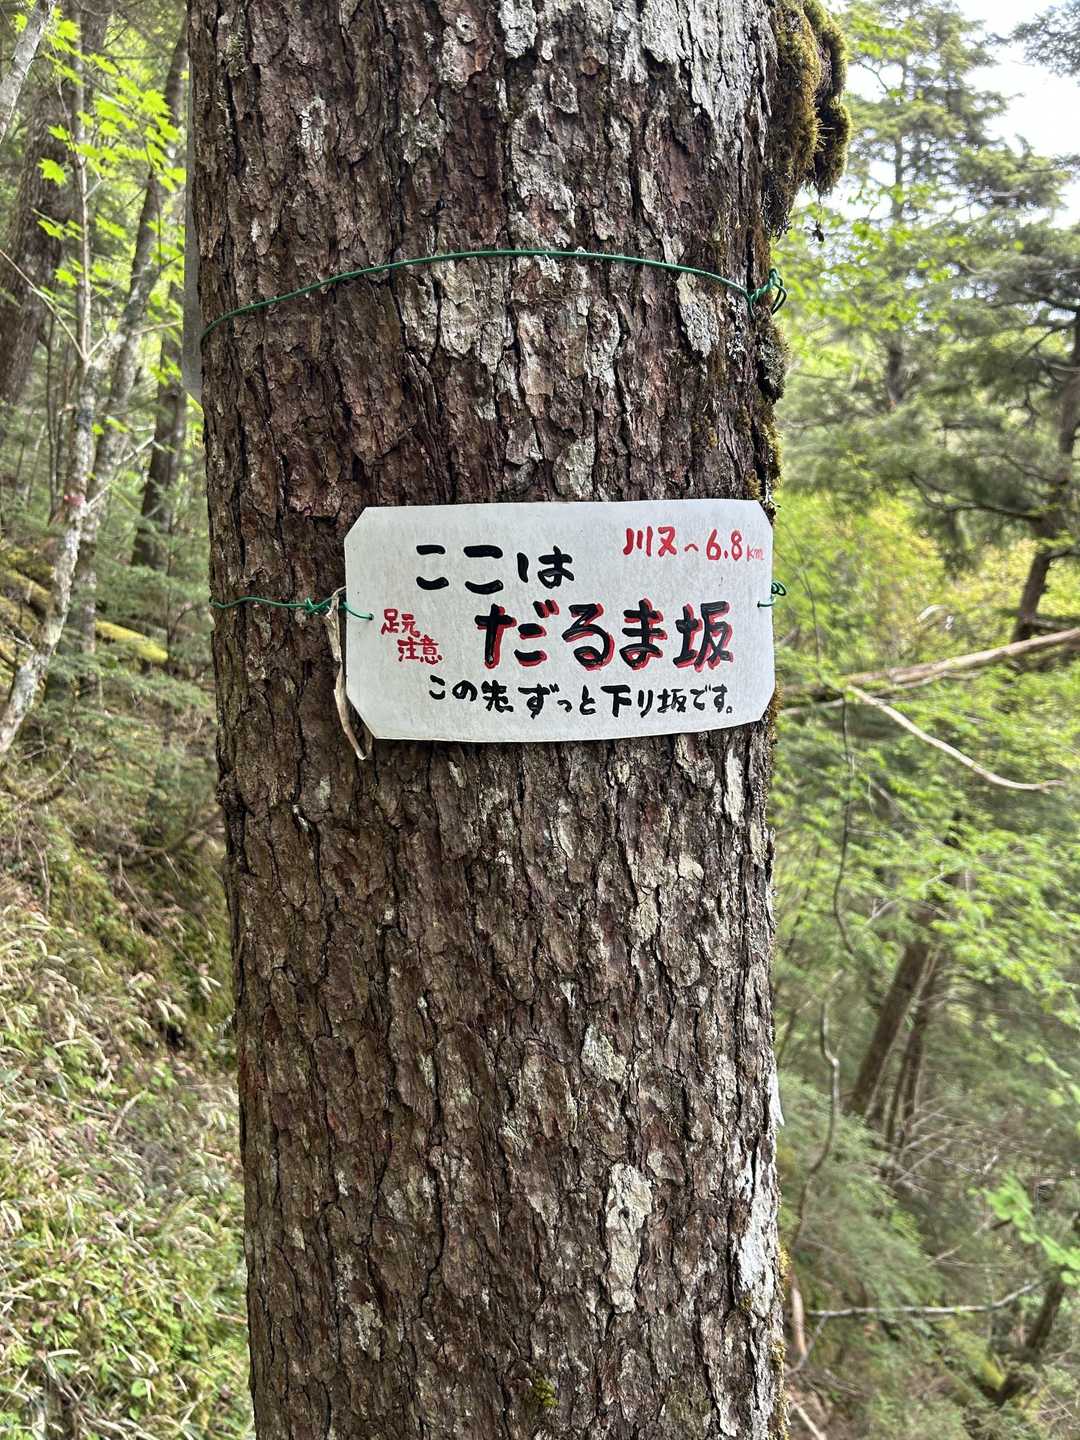 川又へ6.8km
ここは
足元
注意
だるま坂
この先ずっと下り坂です。